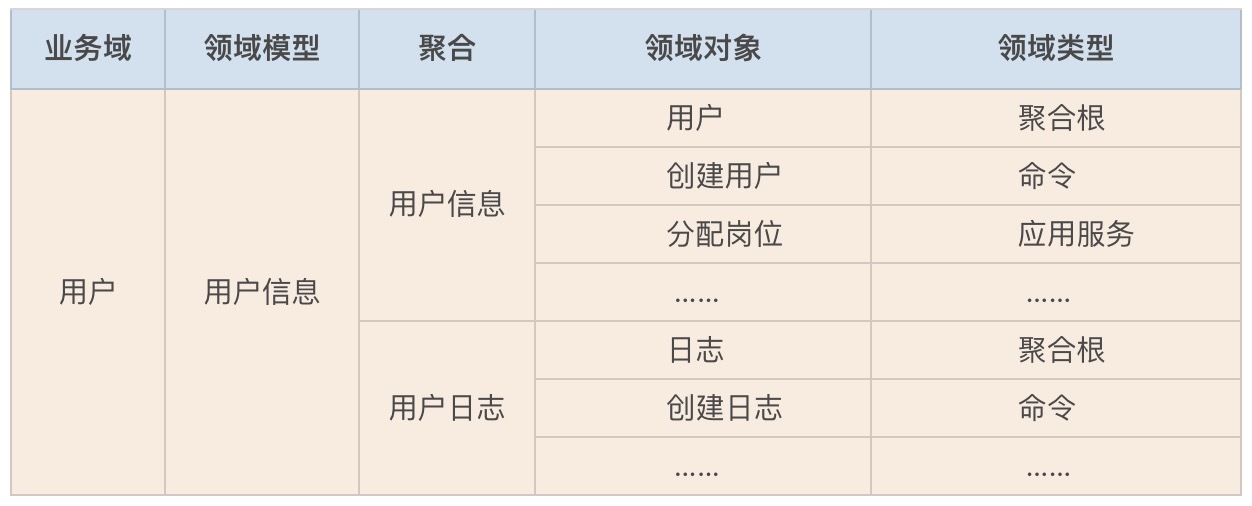 业务域 领域模型 聚合 领域对象 领域类型
用户 聚合根
创建用户 命令
用户信息
分配岗位 应用服务
用户 用户信息
…… ……
日志 聚合根
用户日志 创建日志 命令
…… ……